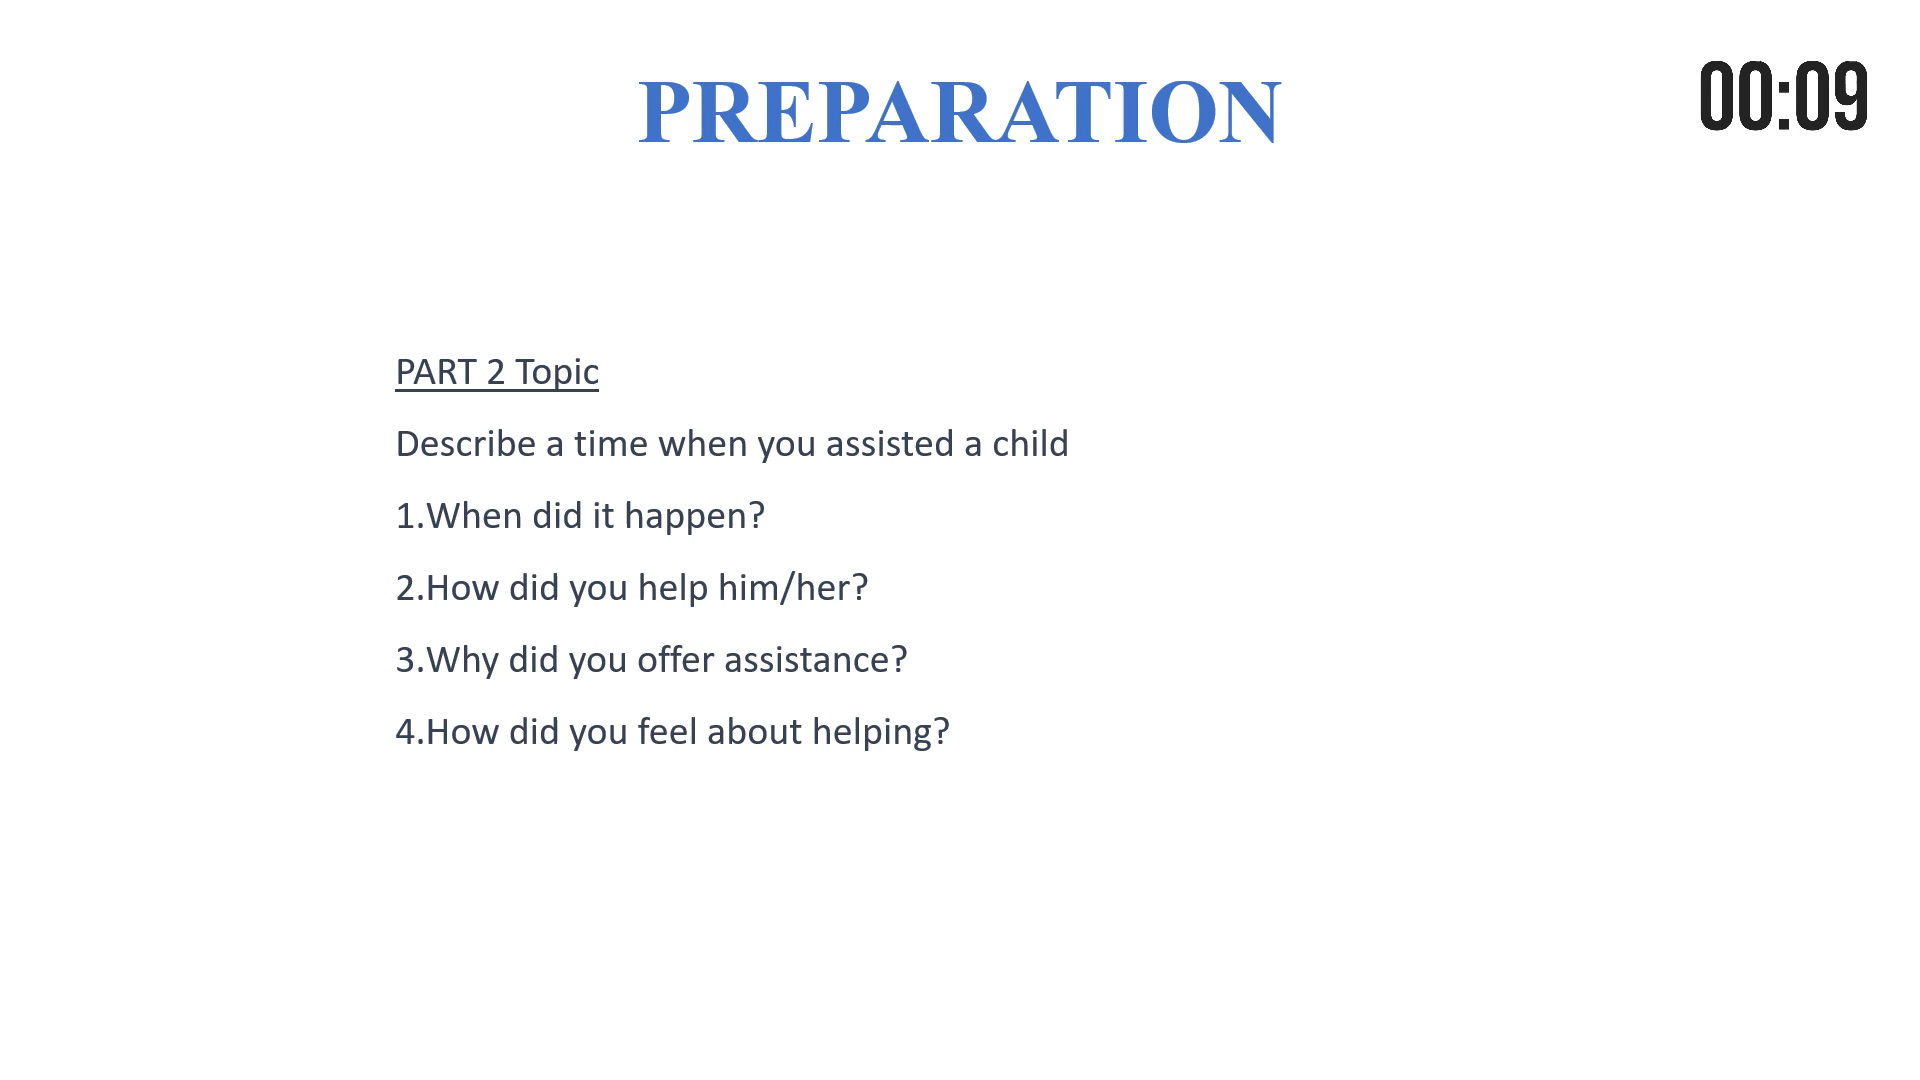 PREPARATION
00:09
PART 2 Topic
Describe a time when you assisted a child
1.When did it happen?
2.How did you help him/her?
3.Why did you offer assistance?
4.How did you feel about helping?